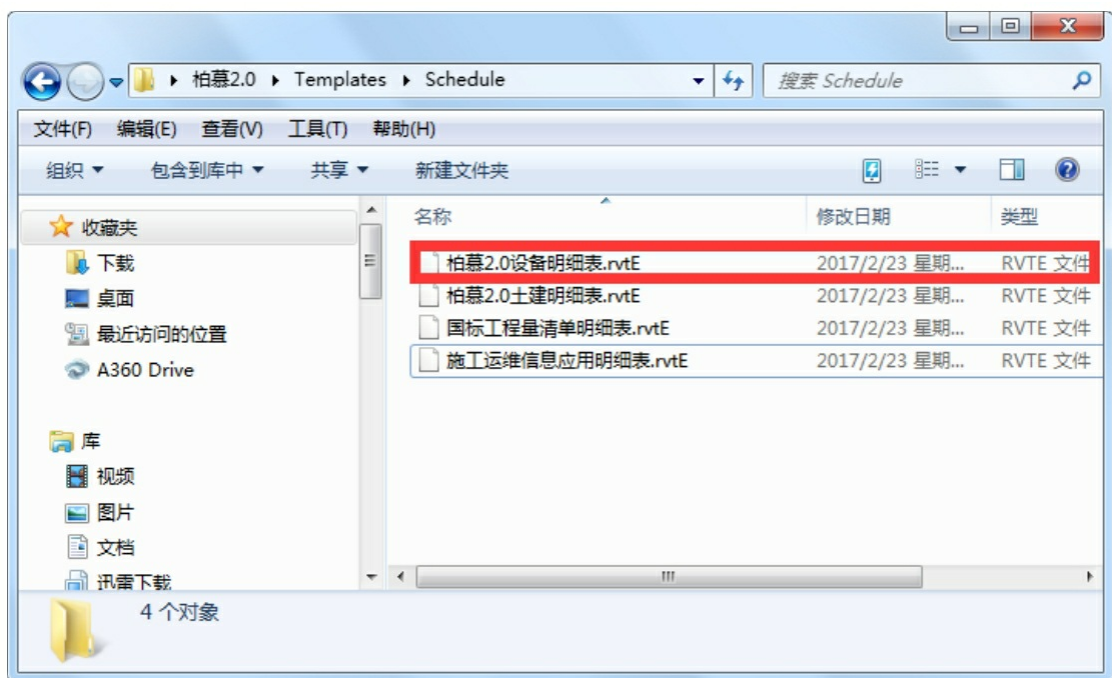 柏慕2.0 Templates Schedule 搜索 Schedule
文件(F) 编辑(E) 查看(V) 工具(T) 帮助(H)
组织 包含到库中 共享 新建文件夹
收藏夹
下载
桌面
最近访问的位置
A360 Drive
库
视频
图片
文档
迅雷下载
名称 修改日期 类型
柏慕2.0设备明细表.rvtE 2017/2/23 星期... RVTE 文件
柏慕2.0土建明细表.rvtE 2017/2/23 星期... RVTE 文件
国标工程量清单明细表.rvtE 2017/2/23 星期... RVTE 文件
施工运维信息应用明细表.rvtE 2017/2/23 星期... RVTE 文件
4 个对象